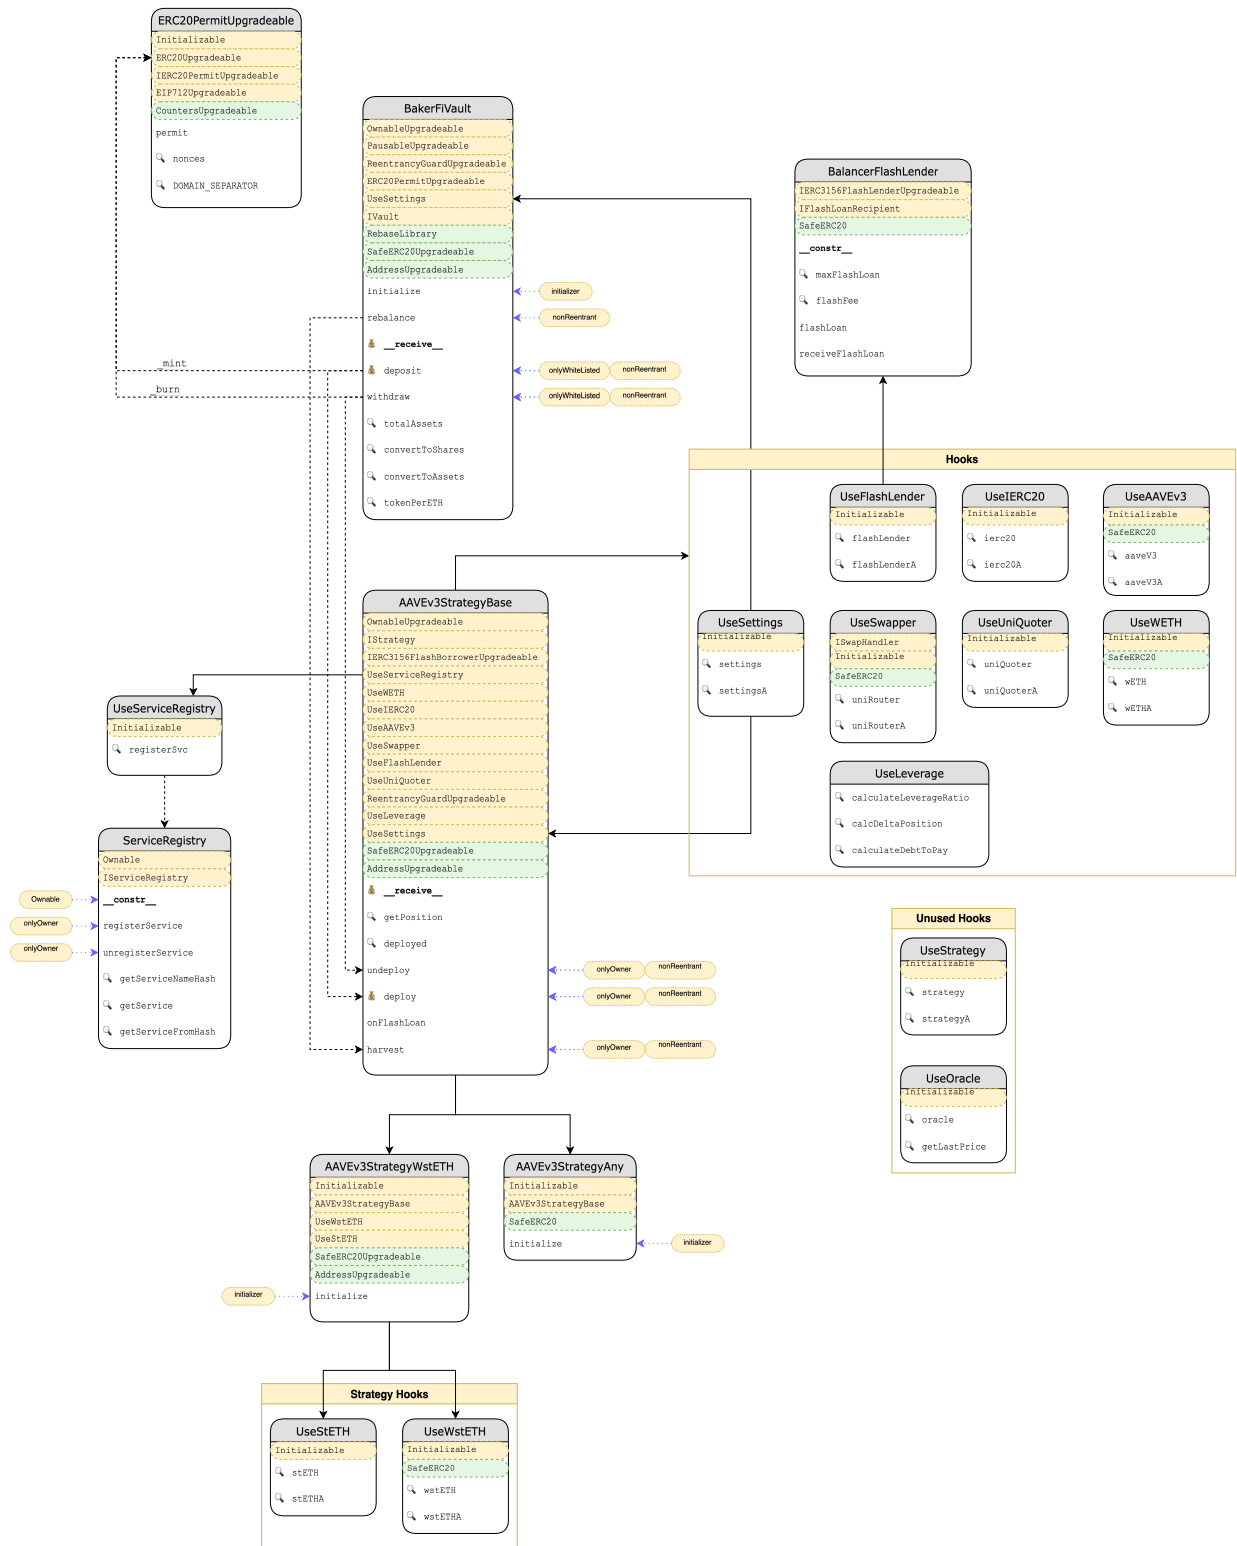 ERC20PermitUpgradeable
Initializable
ERC20Upgradeable
IERC20PermitUpgradeable
EIP712Upgradeable
CountersUpgradeable
permit
nonces
DOMAIN_SEPARATOR
_mint
_burn
BakerFiVault
OwnableUpgradeable
PausableUpgradeable
ReentrancyGuardUpgradeable
ERC20PermitUpgradeable
UseSettings
IVault
RebaseLibrary
SafeERC20Upgradeable
AddressUpgradeable
initialize
initializer
rebalance
nonReentrant
__receive__
deposit
onlyWhiteListed
nonReentrant
withdraw
onlyWhiteListed
nonReentrant
totalAssets
convertToShares
convertToAssets
tokenPerETH
BalancerFlashLender
IERC3156FlashLenderUpgradeable
IFlashLoanRecipient
SafeERC20
__constr__
maxFlashLoan
flashFee
flashLoan
receiveFlashLoan
Hooks
UseFlashLender
Initializable
flashLender
flashLenderA
UseIERC20
Initializable
ierc20
ierc20A
UseAAVEv3
Initializable
SafeERC20
aaveV3
aaveV3A
UseSettings
Initializable
settings
settingsA
UseSwapper
ISwapHandler
Initializable
SafeERC20
uniRouter
uniRouterA
UseUniQuoter
Initializable
uniQuoter
uniQuoterA
UseWETH
Initializable
SafeERC20
wETH
wETHA
UseLeverage
calculateLeverageRatio
calcDeltaPosition
calculateDebtToPay
AAVEv3StrategyBase
OwnableUpgradeable
IStrategy
IERC3156FlashBorrowerUpgradeable
UseServiceRegistry
UseWETH
UseIERC20
UseAAVEv3
UseSwapper
UseFlashLender
UseUniQuoter
ReentrancyGuardUpgradeable
UseLeverage
UseSettings
SafeERC20Upgradeable
AddressUpgradeable
__receive__
getPosition
deployed
undeploy
onlyOwner
nonReentrant
deploy
onlyOwner
nonReentrant
onFlashLoan
harvest
onlyOwner
nonReentrant
UseServiceRegistry
Initializable
registerSvc
ServiceRegistry
Ownable
IServiceRegistry
Ownable
__constr__
onlyOwner
registerService
onlyOwner
unregisterService
getServiceNameHash
getService
getServiceFromHash
Unused Hooks
UseStrategy
Initializable
strategy
strategyA
UseOracle
Initializable
oracle
getLastPrice
AAVEv3StrategyWstETH
Initializable
AAVEv3StrategyBase
UseWstETH
UseStETH
SafeERC20Upgradeable
AddressUpgradeable
initializer
initialize
AAVEv3StrategyAny
Initializable
AAVEv3StrategyBase
SafeERC20
initialize
initializer
Strategy Hooks
UseStETH
Initializable
stETH
stETHA
UseWstETH
Initializable
SafeERC20
wstETH
wstETHA